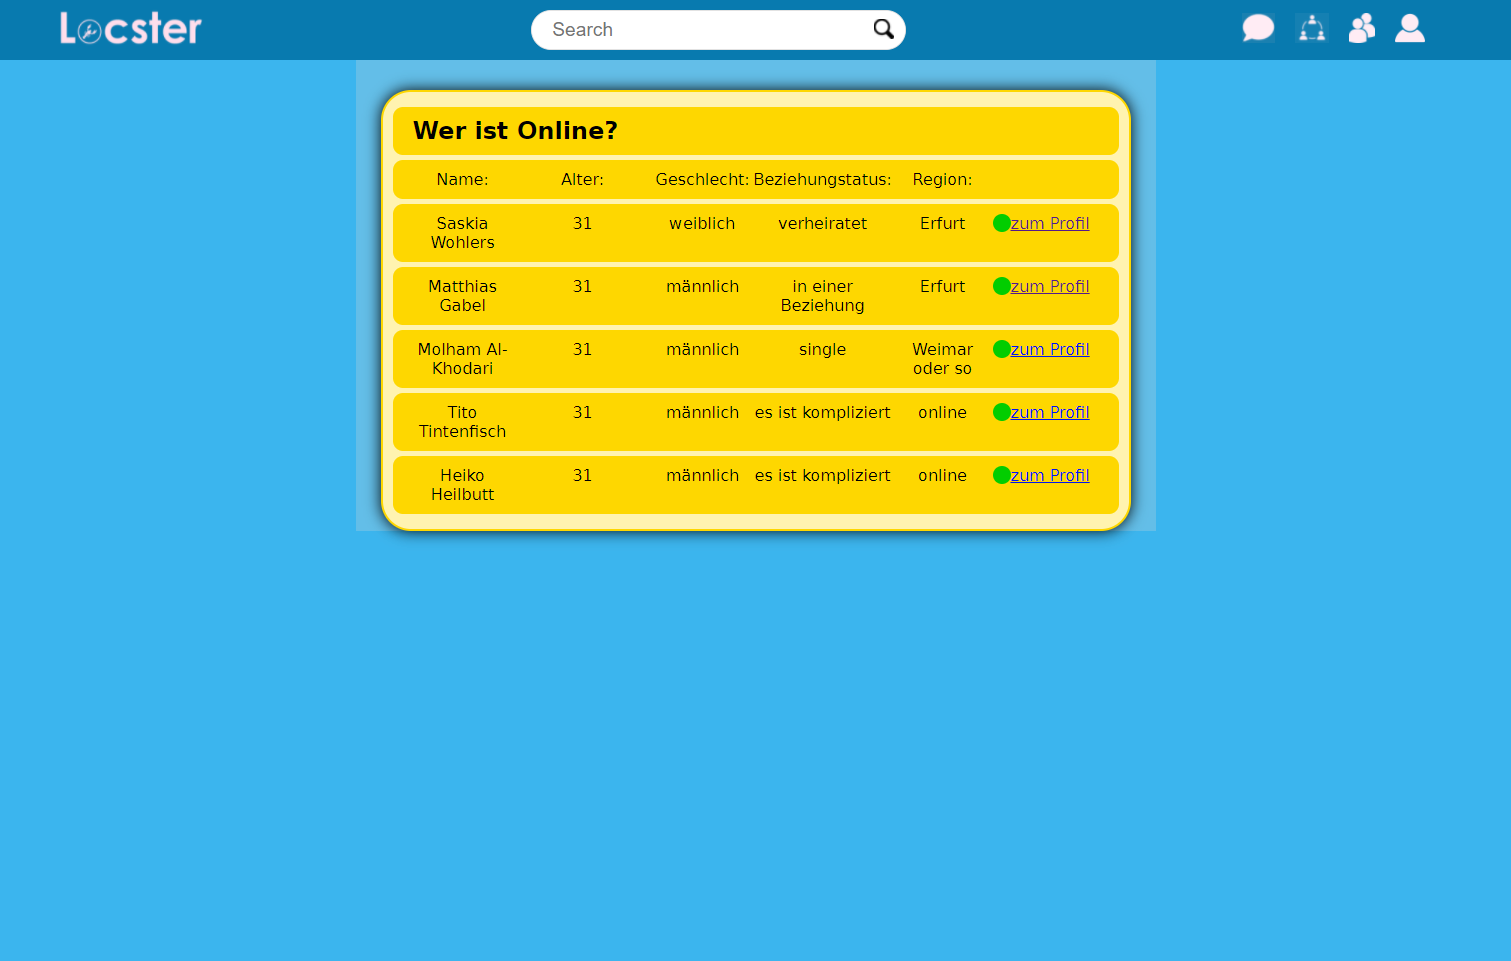 Locster
Search
Wer ist Online?
Name: Alter: Geschlecht: Beziehungstatus: Region:
Saskia Wohlers 31 weiblich verheiratet Erfurt zum Profil
Matthias Gabel 31 männlich in einer Beziehung Erfurt zum Profil
Molham Al-Khodari 31 männlich single Weimar oder so zum Profil
Tito Tintenfisch 31 männlich es ist kompliziert online zum Profil
Heiko Heilbutt 31 männlich es ist kompliziert online zum Profil